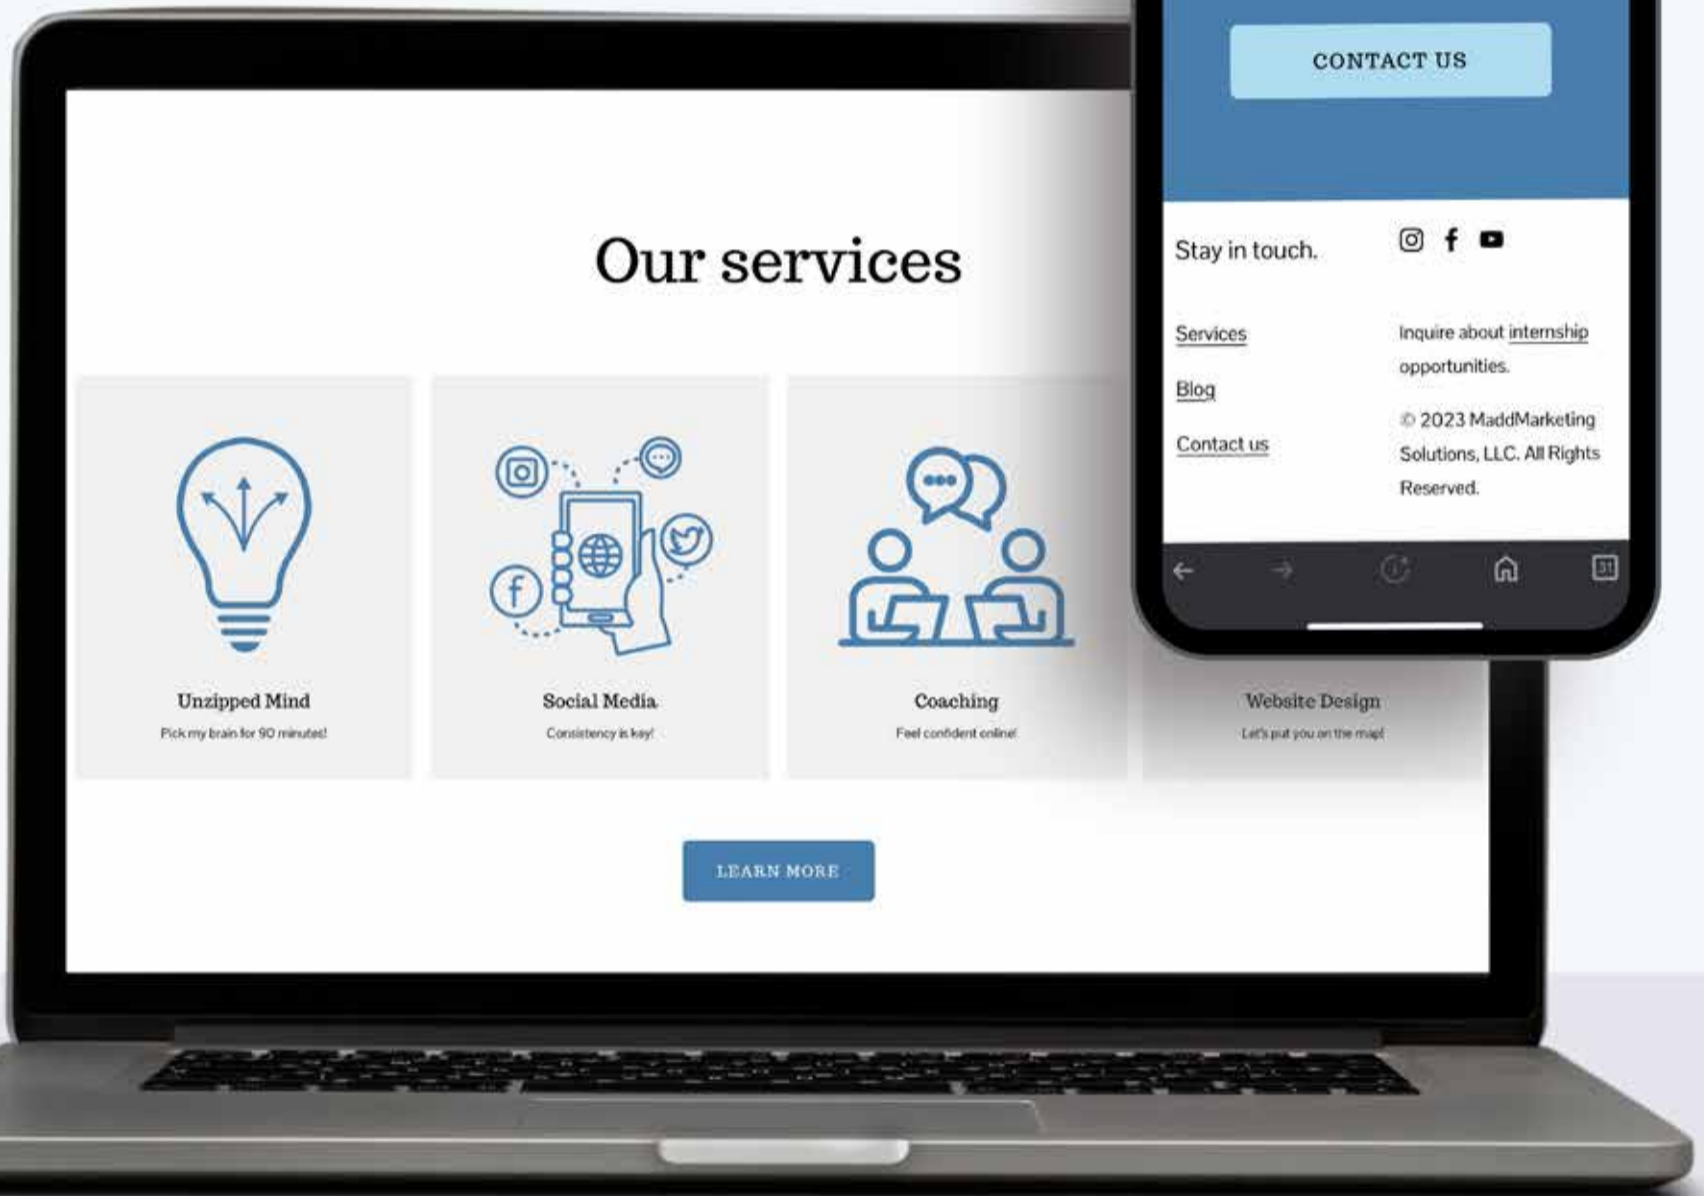 Our services
Unzipped Mind
Pick my brain for 90 minutes!
Social Media
Consistency is key!
Coaching
Feel confident online!
Website Design
Let's put you on the map!
LEARN MORE
CONTACT US
Stay in touch.
Services
Blog
Contact us
Inquire about internship
opportunities.
© 2023 MaddMarketing
Solutions, LLC. All Rights
Reserved.
31